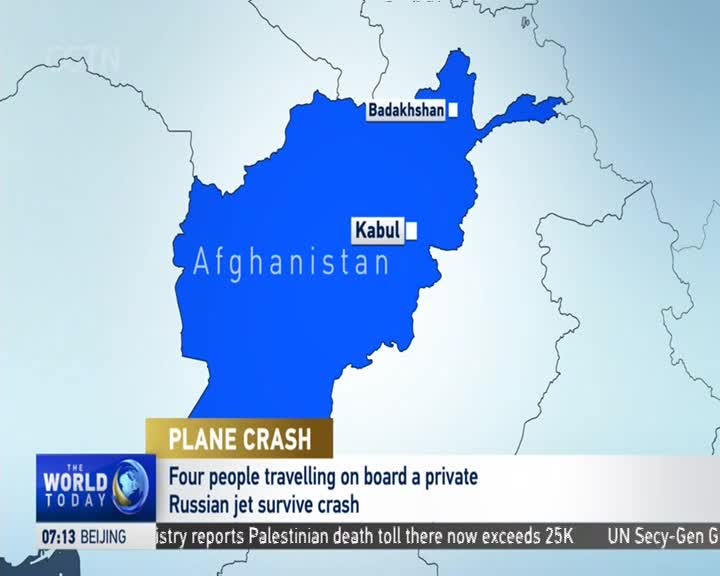 CGTN
Badakhshan
Kabul
Afghanistan
PLANE CRASH
Four people travelling on board a private
Russian jet survive crash
THE
WORLD
TODAY
07:13 BEIJING
istry reports Palestinian death toll there now exceeds 25K UN Secy-Gen G